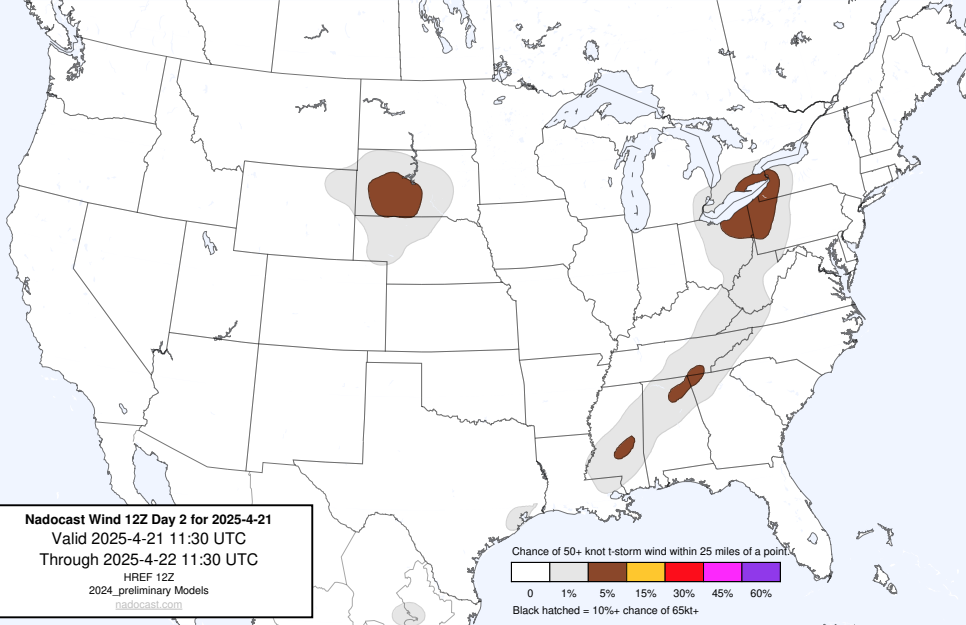 Nadocast Wind 12Z Day 2 for 2025-4-21
Valid 2025-4-21 11:30 UTC
Through 2025-4-22 11:30 UTC
HREF 12Z
2024_preliminary Models
nadocast.com
Chance of 50+ knot t-storm wind within 25 miles of a point.
0 1% 5% 15% 30% 45% 60%
Black hatched = 10%+ chance of 65kt+